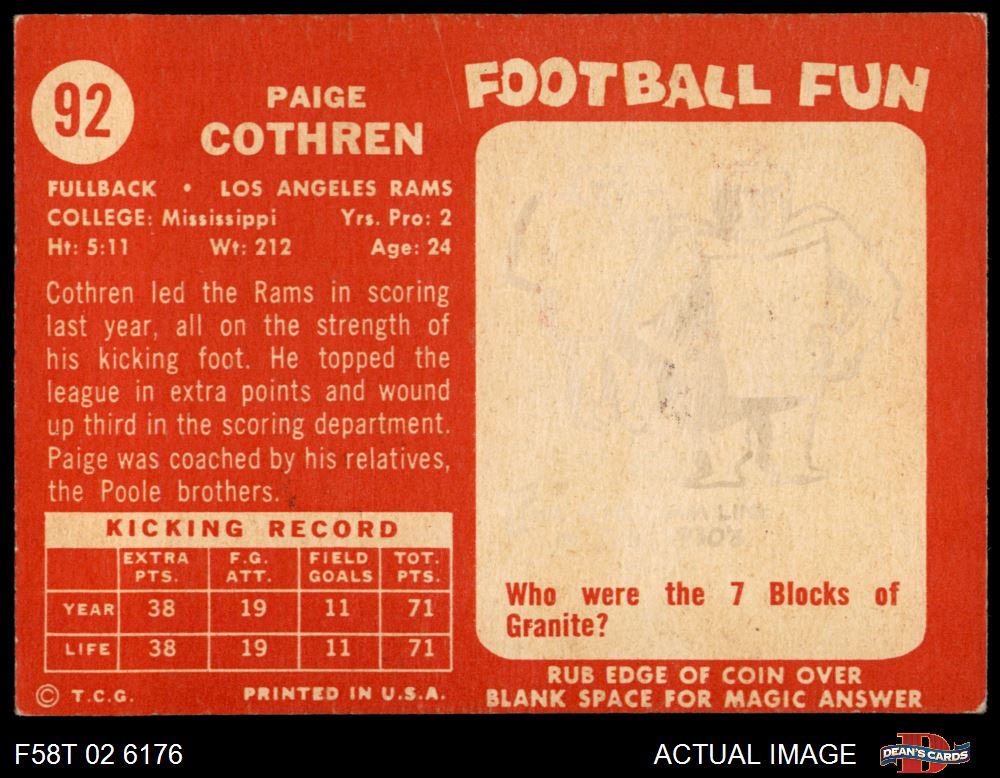 92
PAIGE
COTHREN
FULLBACK • LOS ANGELES RAMS
COLLEGE: Mississippi Yrs. Pro: 2
Ht: 5:11 Wt: 212 Age: 24
Cothren led the Rams in scoring
last year, all on the strength of
his kicking foot. He topped the
league in extra points and wound
up third in the scoring department.
Paige was coached by his relatives,
the Poole brothers.
KICKING RECORD
EXTRA PTS. F.G. ATT. FIELD GOALS TOT. PTS.
YEAR 38 19 11 71
LIFE 38 19 11 71
© T.C.G. PRINTED IN U.S.A.
FOOTBALL FUN
Who were the 7 Blocks of
Granite?
RUB EDGE OF COIN OVER
BLANK SPACE FOR MAGIC ANSWER
F58T 02 6176
ACTUAL IMAGE
DEAN'S CARDS